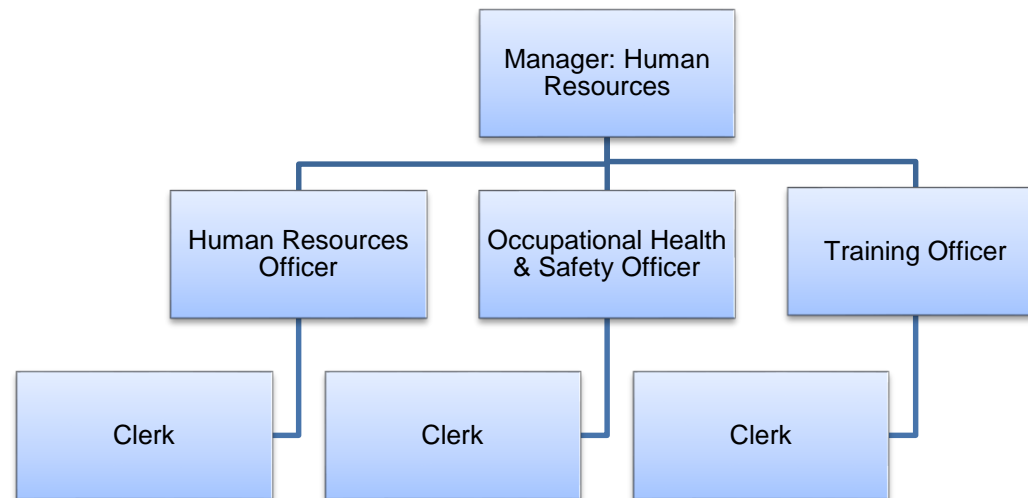 Manager: Human
Resources
Human Resources
Officer
Occupational Health
& Safety Officer
Training Officer
Clerk
Clerk
Clerk